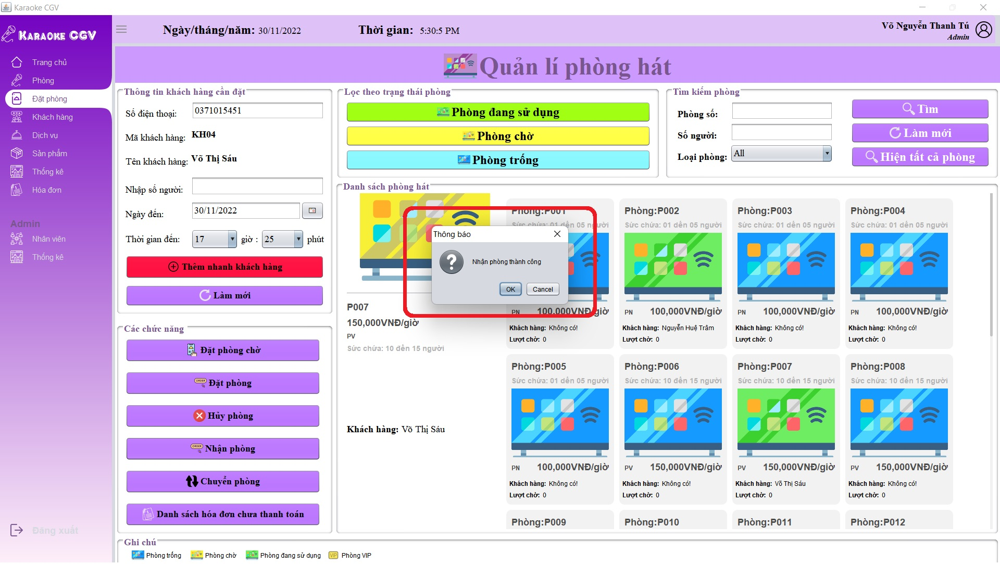 Karaoke CGV
KARAOKE CGV
Trang chủ
Phòng
Đặt phòng
Khách hàng
Dịch vụ
Sản phẩm
Thống kê
Hóa đơn
Admin
Nhân viên
Thống kê
Đăng xuất
Ngày/tháng/năm: 30/11/2022
Thời gian: 5:30:5 PM
Võ Nguyễn Thanh Tú
Admin
Quản lí phòng hát
Thông tin khách hàng cần đặt
Số điện thoại: 0371015451
Mã khách hàng: KH04
Tên khách hàng: Võ Thị Sáu
Nhập số người:
Ngày đến: 30/11/2022
Thời gian đến: 17 giờ : 25 phút
Thêm nhanh khách hàng
Làm mới
Các chức năng
Đặt phòng chờ
ORDER Đặt phòng
Hủy phòng
ORDER Nhận phòng
Chuyển phòng
Danh sách hóa đơn chưa thanh toán
Lọc theo trạng thái phòng
Phòng đang sử dụng
Phòng chờ
Phòng trống
Tìm kiếm phòng
Phòng số:
Số người:
Loại phòng: All
Tìm
Làm mới
Hiện tất cả phòng
Danh sách phòng hát
P007
150,000VNĐ/giờ
PV
Sức chứa: 10 đến 15 người
Khách hàng: Võ Thị Sáu
Thông báo
Nhận phòng thành công
OK Cancel
Phòng:P001
Sức chứa: 01 đến 05 người
PN 100,000VNĐ/giờ
Khách hàng: Không có!
Lượt chờ: 0
Phòng:P002
Sức chứa: 01 đến 05 người
PN 100,000VNĐ/giờ
Khách hàng: Nguyễn Huệ Trâm
Lượt chờ: 0
Phòng:P003
Sức chứa: 01 đến 05 người
PN 100,000VNĐ/giờ
Khách hàng: Không có!
Lượt chờ: 0
Phòng:P004
Sức chứa: 01 đến 05 người
PN 100,000VNĐ/giờ
Khách hàng: Không có!
Lượt chờ: 0
Phòng:P005
Sức chứa: 01 đến 05 người
PN 100,000VNĐ/giờ
Khách hàng: Không có!
Lượt chờ: 0
Phòng:P006
Sức chứa: 10 đến 15 người
PV 150,000VNĐ/giờ
Khách hàng: Không có!
Lượt chờ: 0
Phòng:P007
Sức chứa: 10 đến 15 người
PV 150,000VNĐ/giờ
Khách hàng: Võ Thị Sáu
Lượt chờ: 0
Phòng:P008
Sức chứa: 10 đến 15 người
PV 150,000VNĐ/giờ
Khách hàng: Không có!
Lượt chờ: 0
Phòng:P009
Phòng:P010
Phòng:P011
Phòng:P012
Ghi chú
Phòng trống
Phòng chờ
Phòng đang sử dụng
VIP Phòng VIP